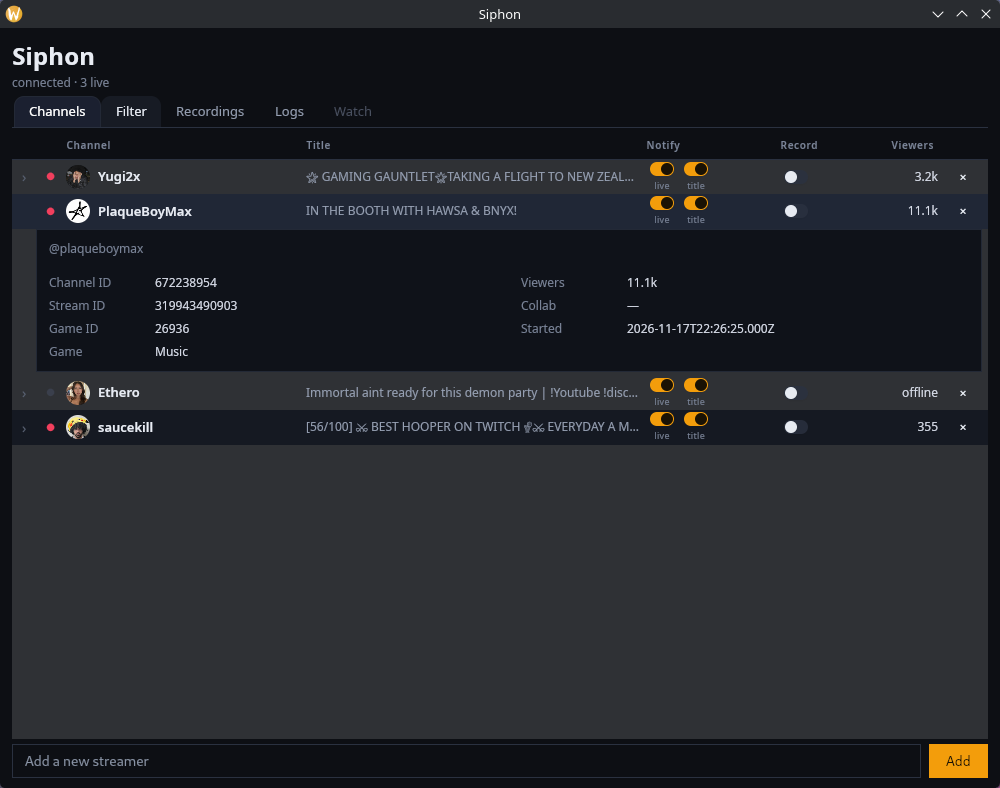 Siphon
Siphon
connected · 3 live
Channels Filter Recordings Logs Watch
Channel Title Notify Record Viewers
Yugi2x ☆ GAMING GAUNTLET☆TAKING A FLIGHT TO NEW ZEAL... live title 3.2k ×
PlaqueBoyMax IN THE BOOTH WITH HAWSA & BNYX! live title 11.1k ×
@plaqueboymax
Channel ID 672238954 Viewers 11.1k
Stream ID 319943490903 Collab —
Game ID 26936 Started 2026-11-17T22:26:25.000Z
Game Music
Ethero Immortal aint ready for this demon party | !Youtube !disc... live title offline ×
saucekill [56/100] ⚔ BEST HOOPER ON TWITCH ⚔ EVERYDAY A M... live title 355 ×
Add a new streamer Add